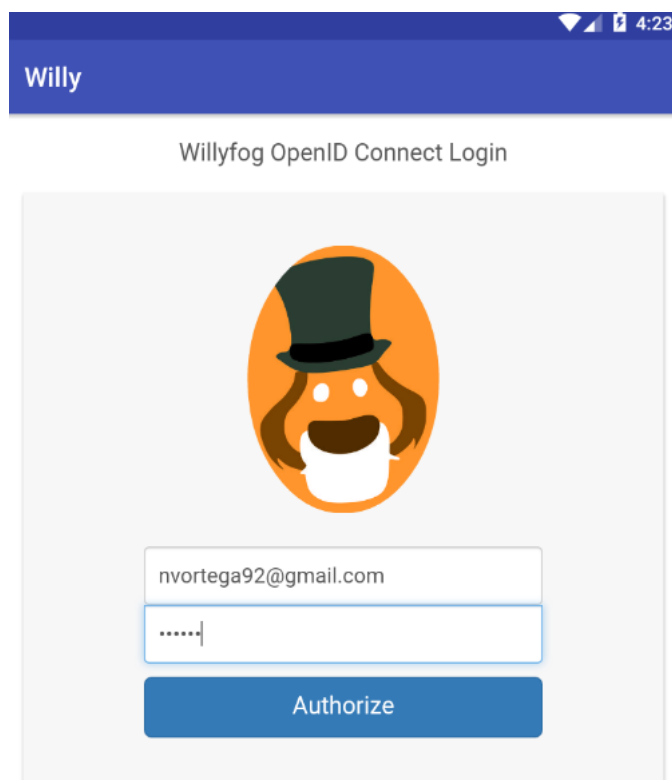 4:23
Willy
Willyfog OpenID Connect Login
nvortega92@gmail.com
••••••
Authorize